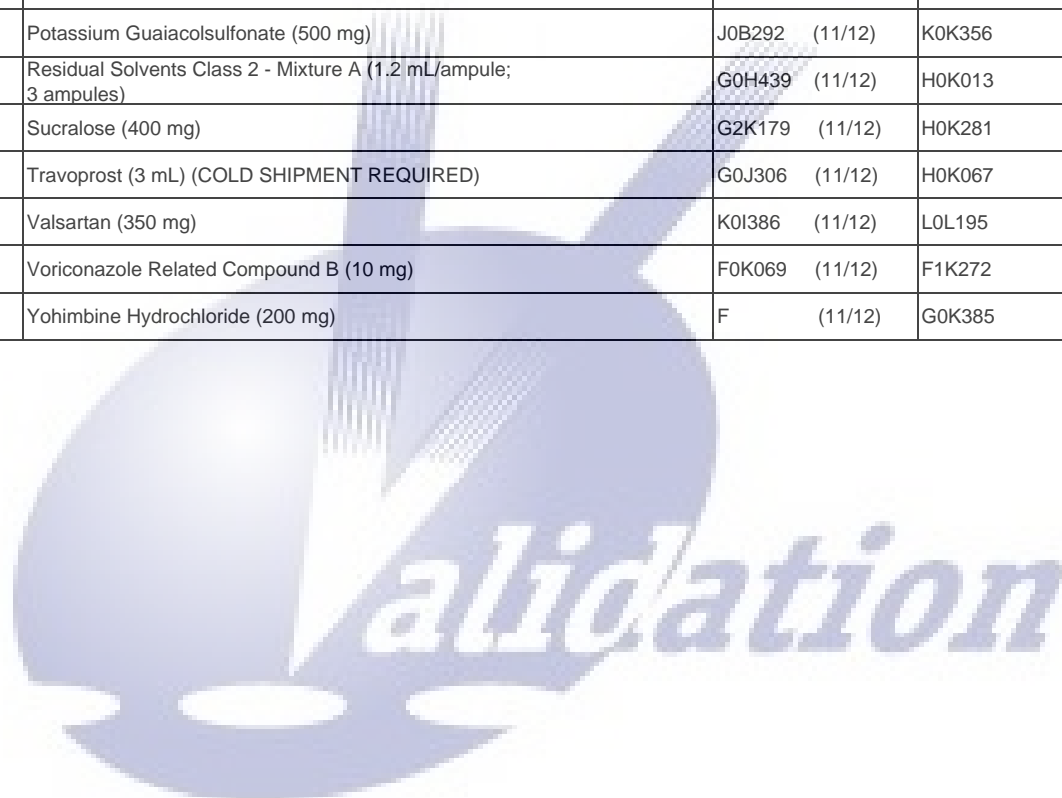 Potassium Guaiacolsulfonate (500 mg) J0B292 (11/12) K0K356
Residual Solvents Class 2 - Mixture A (1.2 mL/ampule;
3 ampules) G0H439 (11/12) H0K013
Sucralose (400 mg) G2K179 (11/12) H0K281
Travoprost (3 mL) (COLD SHIPMENT REQUIRED) G0J306 (11/12) H0K067
Valsartan (350 mg) K0I386 (11/12) L0L195
Voriconazole Related Compound B (10 mg) F0K069 (11/12) F1K272
Yohimbine Hydrochloride (200 mg) F (11/12) G0K385
Validation